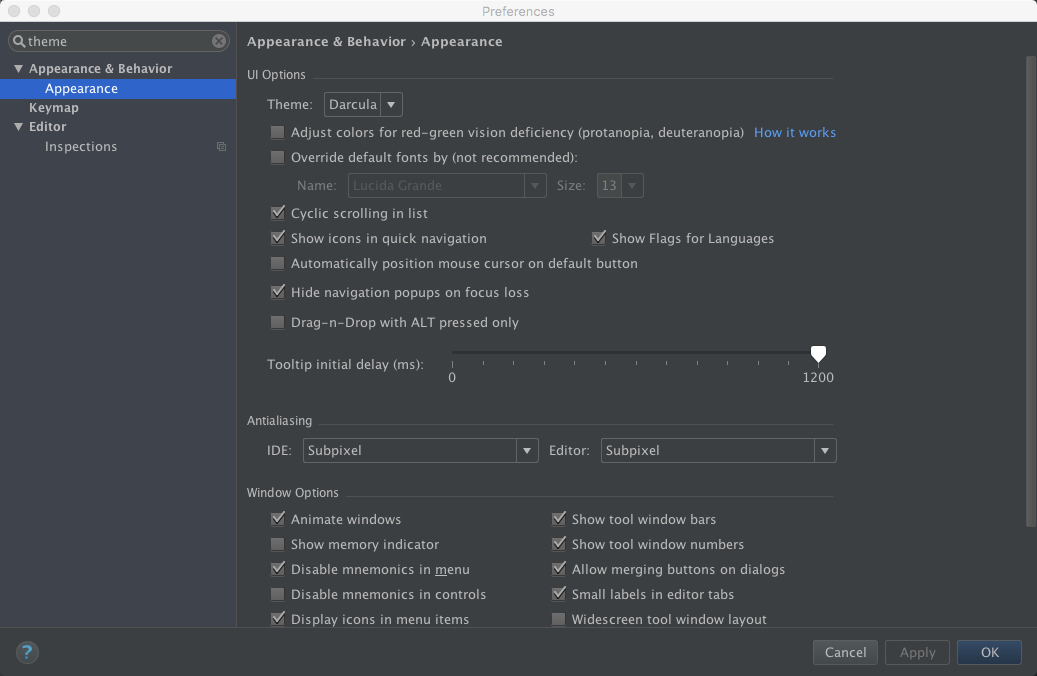 Preferences
theme
Appearance & Behavior
Appearance
Keymap
Editor
Inspections
Appearance & Behavior › Appearance
UI Options
Theme: Darcula
Adjust colors for red-green vision deficiency (protanopia, deuteranopia) How it works
Override default fonts by (not recommended):
Name: Lucida Grande Size: 13
Cyclic scrolling in list
Show icons in quick navigation Show Flags for Languages
Automatically position mouse cursor on default button
Hide navigation popups on focus loss
Drag-n-Drop with ALT pressed only
Tooltip initial delay (ms):
0 1200
Antialiasing
IDE: Subpixel Editor: Subpixel
Window Options
Animate windows Show tool window bars
Show memory indicator Show tool window numbers
Disable mnemonics in menu Allow merging buttons on dialogs
Disable mnemonics in controls Small labels in editor tabs
Display icons in menu items Widescreen tool window layout
? Cancel Apply OK